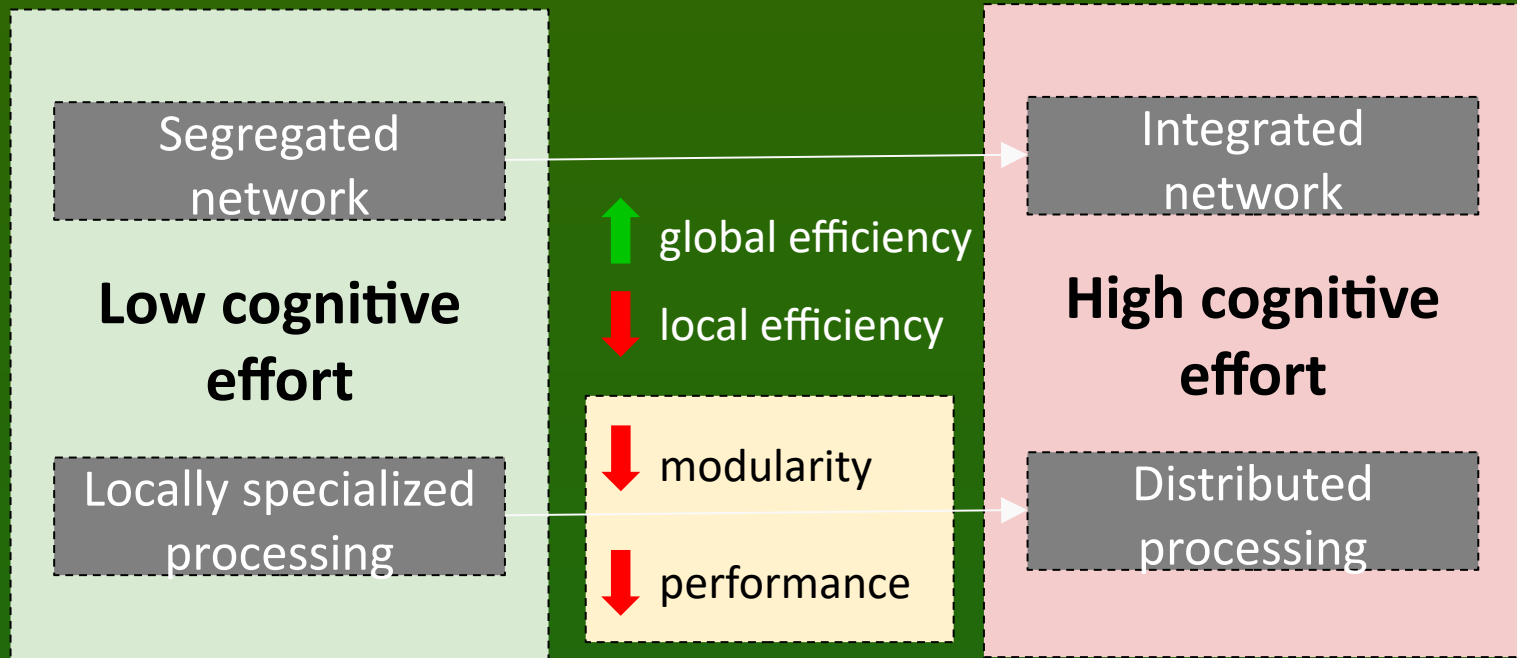 Segregated
network
Low cognitive
effort
Locally specialized
processing
global efficiency
local efficiency
modularity
performance
Integrated
network
High cognitive
effort
Distributed
processing